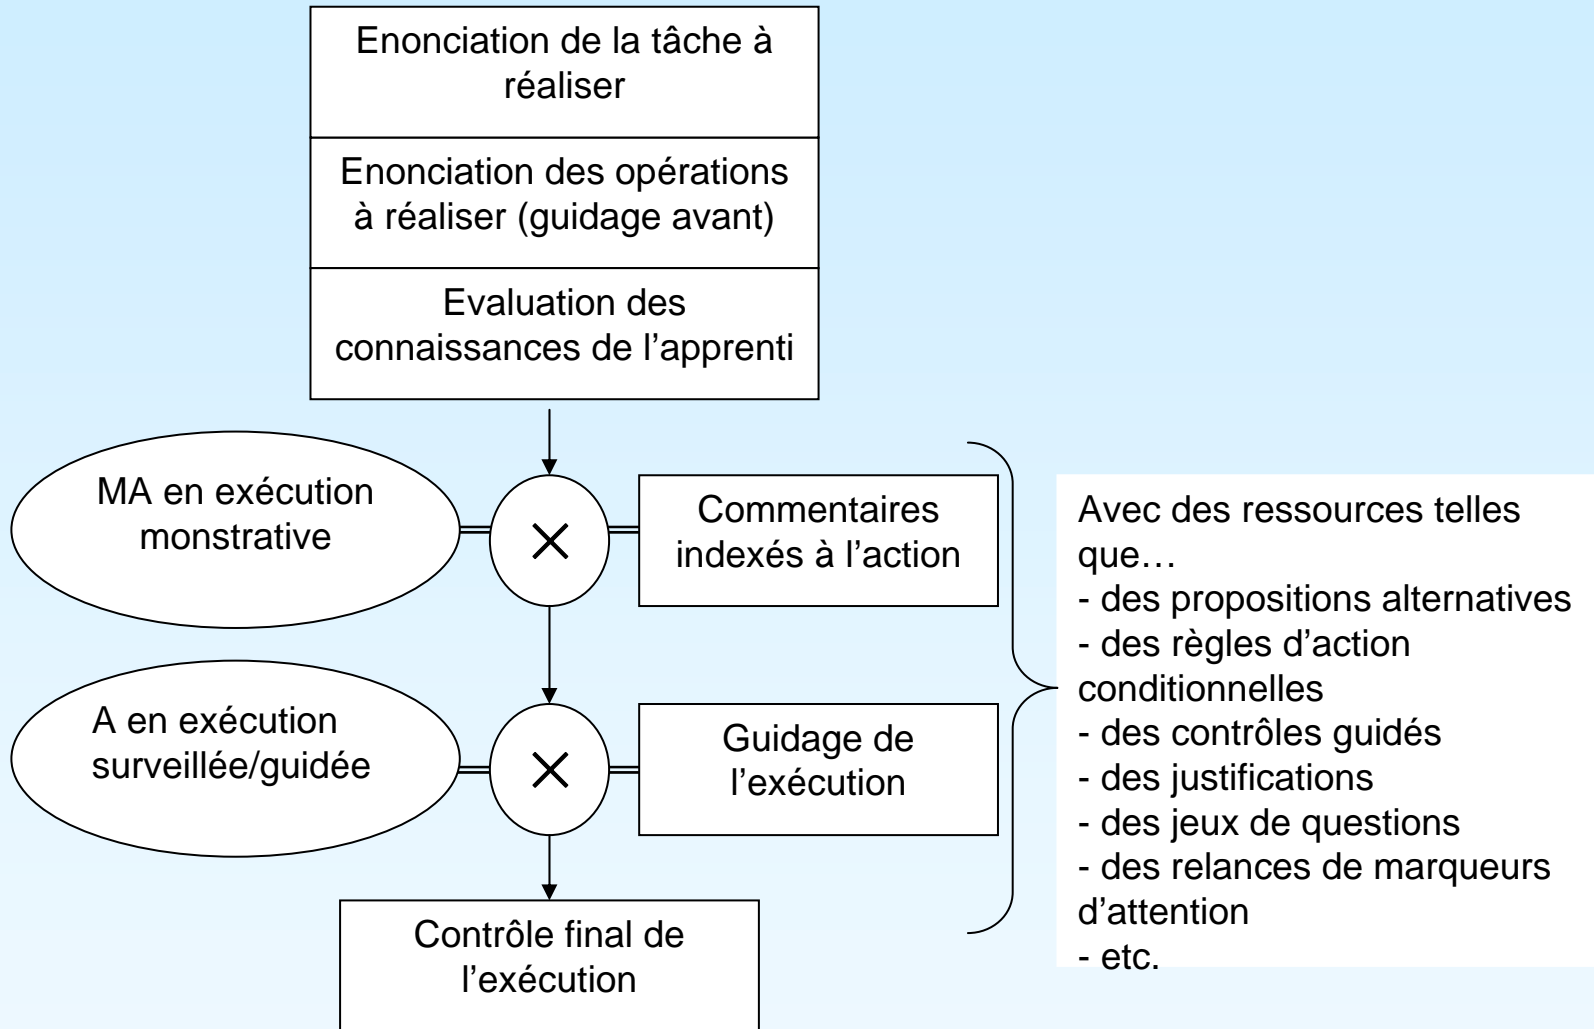 Enonciation de la tâche à
réaliser
Enonciation des opérations
à réaliser (guidage avant)
Evaluation des
connaissances de l’apprenti
MA en exécution
monstrative
×
Commentaires
indexés à l’action
A en exécution
surveillée/guidée
×
Guidage de
l’exécution
Contrôle final de
l’exécution
Avec des ressources telles
que…
- des propositions alternatives
- des règles d’action
conditionnelles
- des contrôles guidés
- des justifications
- des jeux de questions
- des relances de marqueurs
d’attention
- etc.